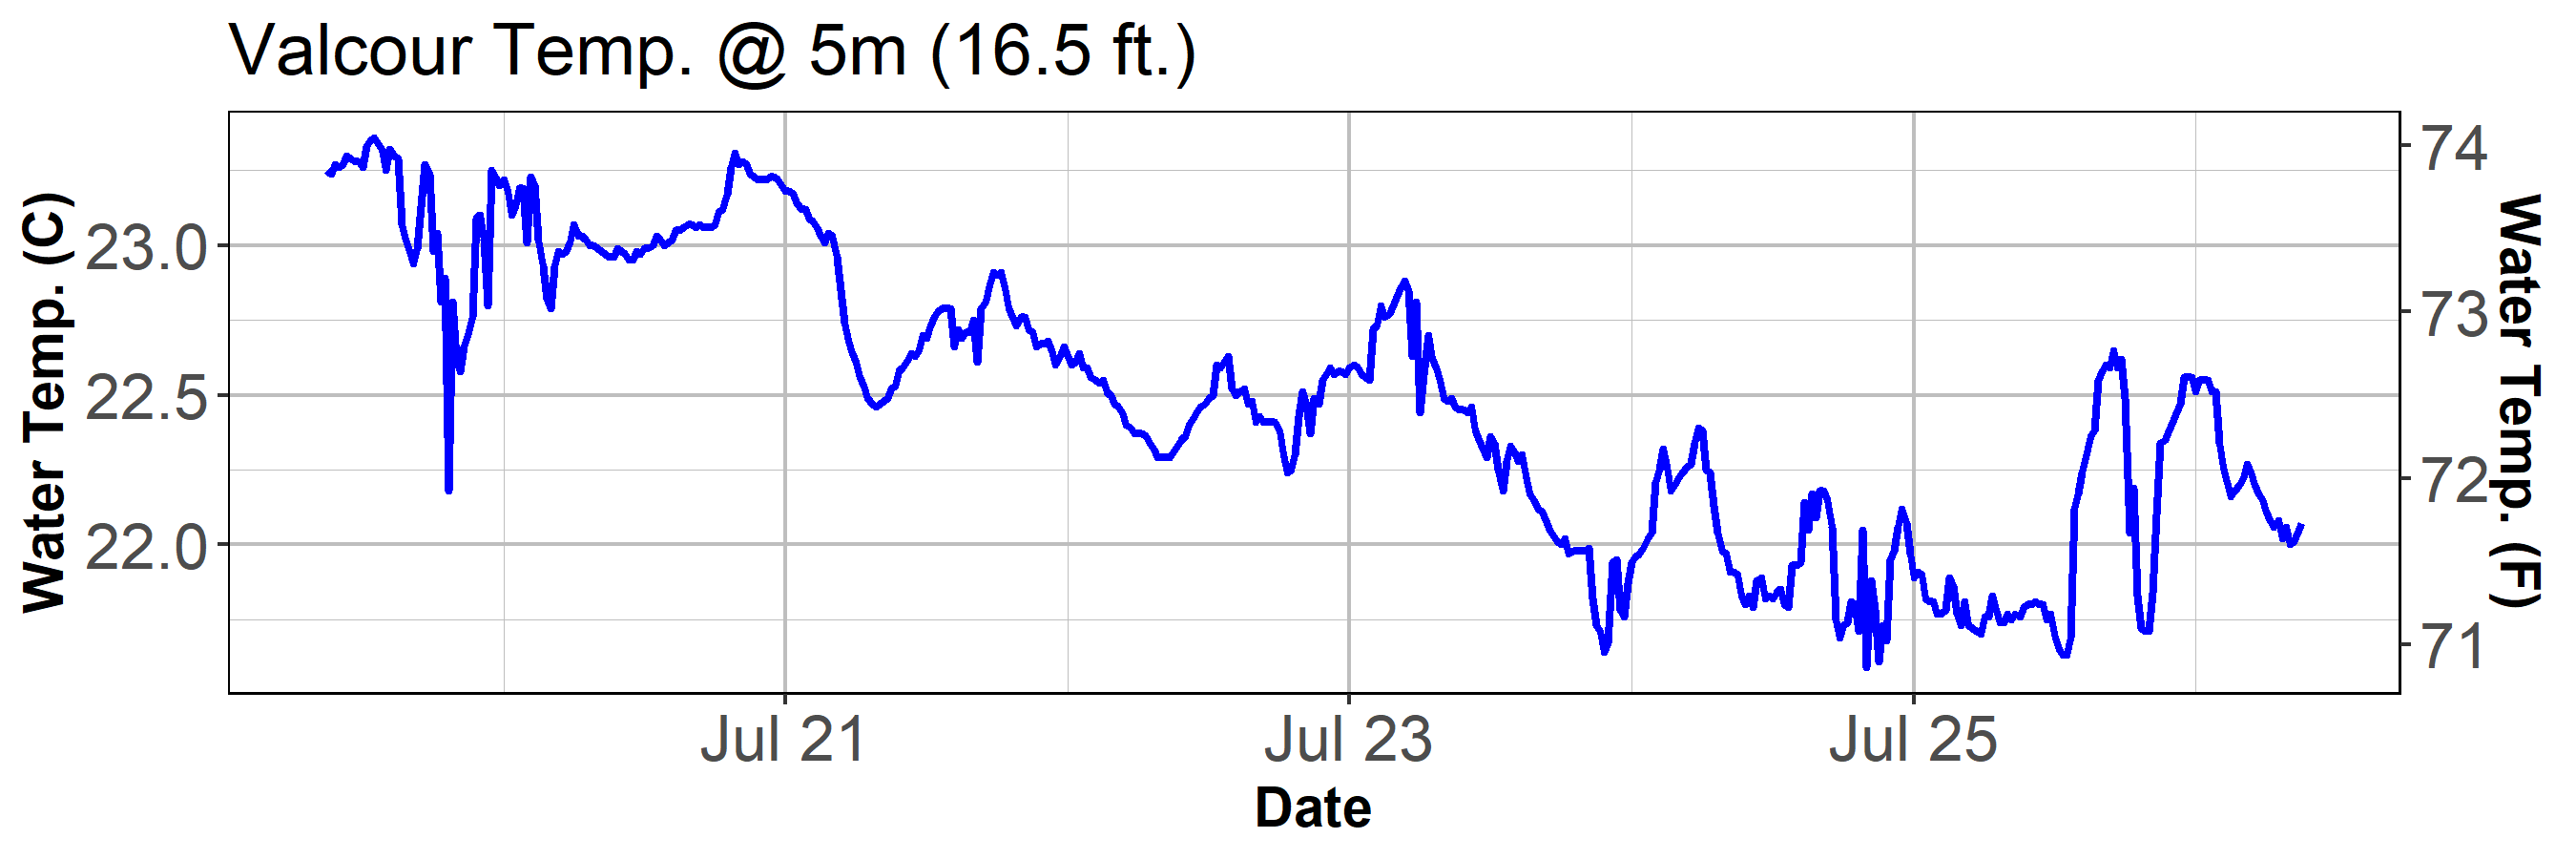 Valcour Temp. @ 5m (16.5 ft.)
Water Temp. (C)
23.0
22.5
22.0
74
73
72
71
Water Temp. (F)
Jul 21
Jul 23
Jul 25
Date